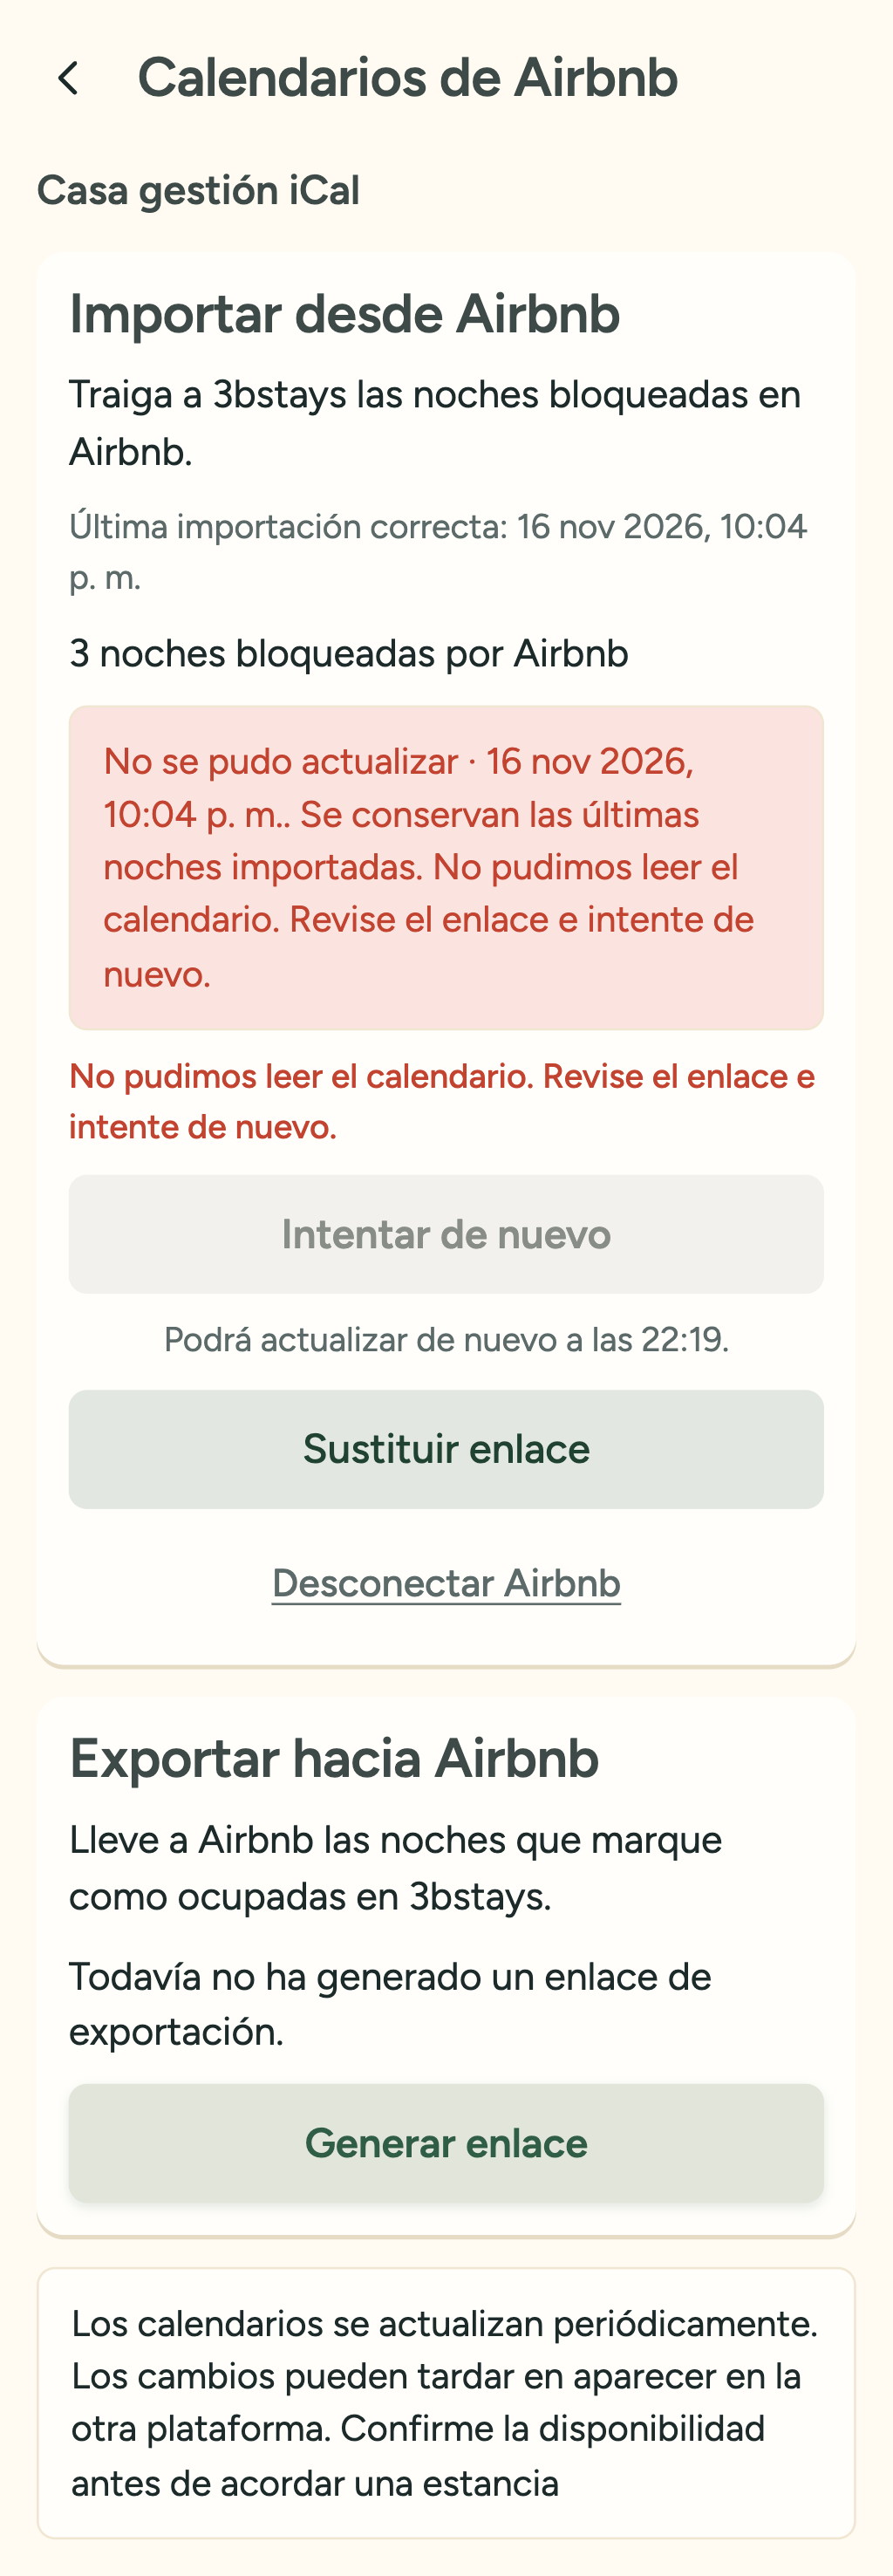 Calendarios de Airbnb
Casa gestión iCal
Importar desde Airbnb
Traiga a 3bstays las noches bloqueadas en
Airbnb.
Última importación correcta: 16 nov 2026, 10:04
p. m.
3 noches bloqueadas por Airbnb
No se pudo actualizar · 16 nov 2026,
10:04 p. m.. Se conservan las últimas
noches importadas. No pudimos leer el
calendario. Revise el enlace e intente de
nuevo.
No pudimos leer el calendario. Revise el enlace e
intente de nuevo.
Intentar de nuevo
Podrá actualizar de nuevo a las 22:19.
Sustituir enlace
Desconectar Airbnb
Exportar hacia Airbnb
Lleve a Airbnb las noches que marque
como ocupadas en 3bstays.
Todavía no ha generado un enlace de
exportación.
Generar enlace
Los calendarios se actualizan periódicamente.
Los cambios pueden tardar en aparecer en la
otra plataforma. Confirme la disponibilidad
antes de acordar una estancia